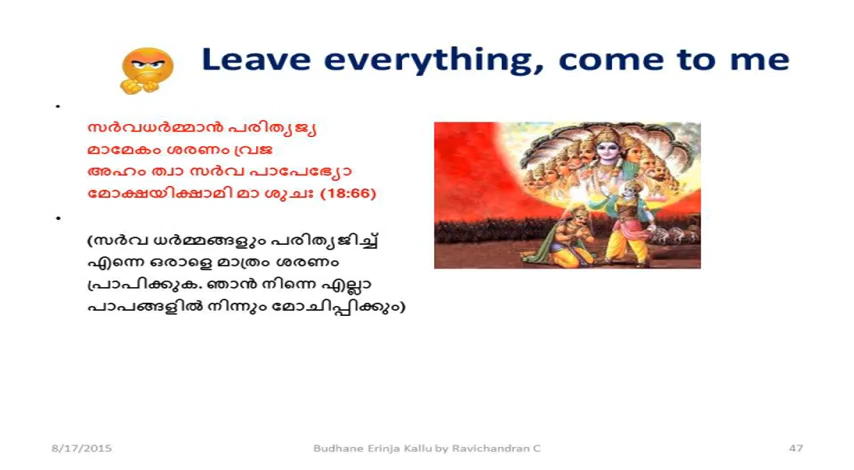 Leave everything, come to me
സർവധർമ്മാൻ പരിത്യജ്യ
മാമേകം ശരണം വ്രജ
അഹം ത്വാ സർവ പാപേഭ്യോ
മോക്ഷയിക്ഷാമി മാ ശുചഃ (18:66)
(സർവ ധർമ്മങ്ങളും പരിത്യജിച്ച്
എന്നെ ഒരാളെ മാത്രം ശരണം
പ്രാപിക്കുക. ഞാൻ നിന്നെ എല്ലാ
പാപങ്ങളിൽ നിന്നും മോചിപ്പിക്കും)
8/17/2015
Budhane Erinja Kallu by Ravichandran C
47